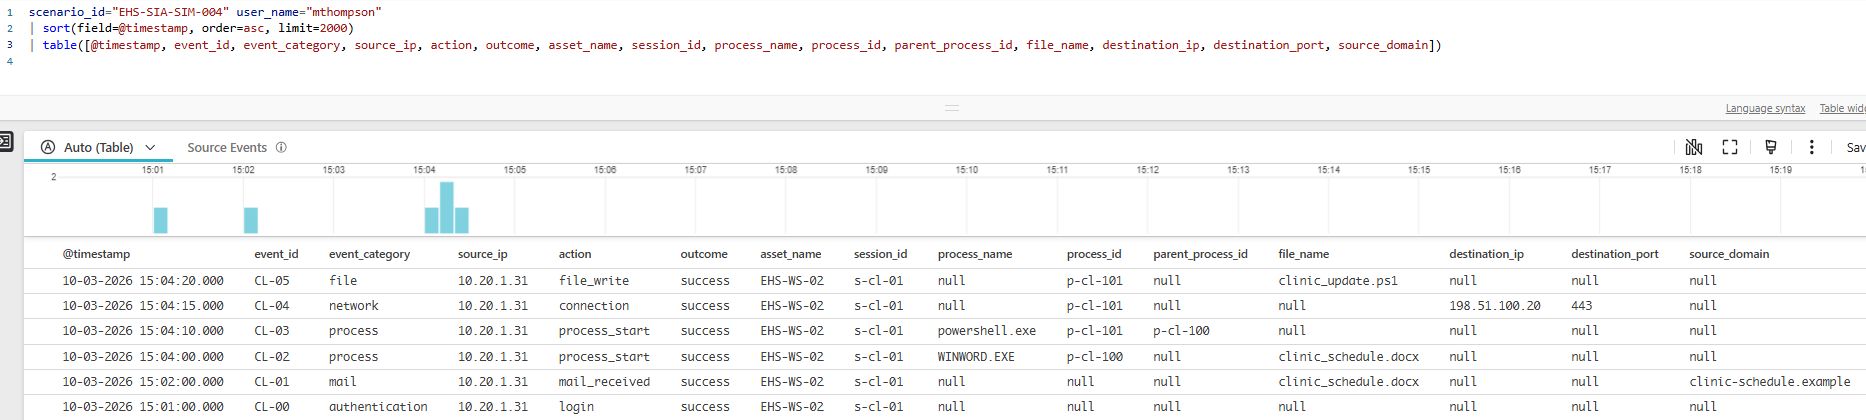 1 scenario_id="EHS-SIA-SIM-004" user_name="mthompson"
2 | sort(field=@timestamp, order=asc, limit=2000)
3 | table([@timestamp, event_id, event_category, source_ip, action, outcome, asset_name, session_id, process_name, process_id, parent_process_id, file_name, destination_ip, destination_port, source_domain])
4
Language syntax Table wid
Auto (Table) Source Events Sav
2 15:01 15:02 15:03 15:04 15:05 15:06 15:07 15:08 15:09 15:10 15:11 15:12 15:13 15:14 15:15 15:16 15:17 15:18 15:19
@timestamp event_id event_category source_ip action outcome asset_name session_id process_name process_id parent_process_id file_name destination_ip destination_port source_domain
10-03-2026 15:04:20.000 CL-05 file 10.20.1.31 file_write success EHS-WS-02 s-cl-01 null p-cl-101 null clinic_update.ps1 null null null
10-03-2026 15:04:15.000 CL-04 network 10.20.1.31 connection success EHS-WS-02 s-cl-01 null p-cl-101 null null 198.51.100.20 443 null
10-03-2026 15:04:10.000 CL-03 process 10.20.1.31 process_start success EHS-WS-02 s-cl-01 powershell.exe p-cl-101 p-cl-100 null null null null
10-03-2026 15:04:00.000 CL-02 process 10.20.1.31 process_start success EHS-WS-02 s-cl-01 WINWORD.EXE p-cl-100 null clinic_schedule.docx null null null
10-03-2026 15:02:00.000 CL-01 mail 10.20.1.31 mail_received success EHS-WS-02 s-cl-01 null null null clinic_schedule.docx null null clinic-schedule.example
10-03-2026 15:01:00.000 CL-00 authentication 10.20.1.31 login success EHS-WS-02 s-cl-01 null null null null null null null